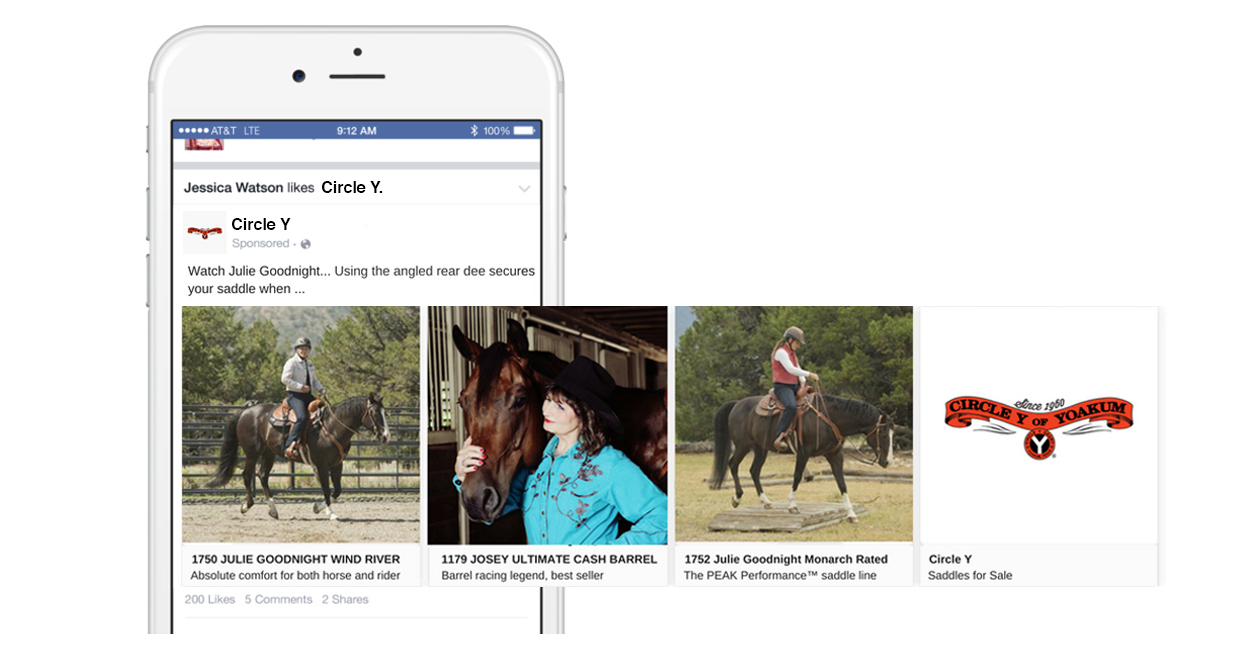 AT&T LTE 9:12 AM 100%
Jessica Watson likes Circle Y.
Circle Y
Sponsored ·
Watch Julie Goodnight... Using the angled rear dee secures
your saddle when ...
Since 1960
CIRCLE Y OF YOAKUM
Y
1750 JULIE GOODNIGHT WIND RIVER
Absolute comfort for both horse and rider
1179 JOSEY ULTIMATE CASH BARREL
Barrel racing legend, best seller
1752 Julie Goodnight Monarch Rated
The PEAK Performance™ saddle line
Circle Y
Saddles for Sale
200 Likes 5 Comments 2 Shares